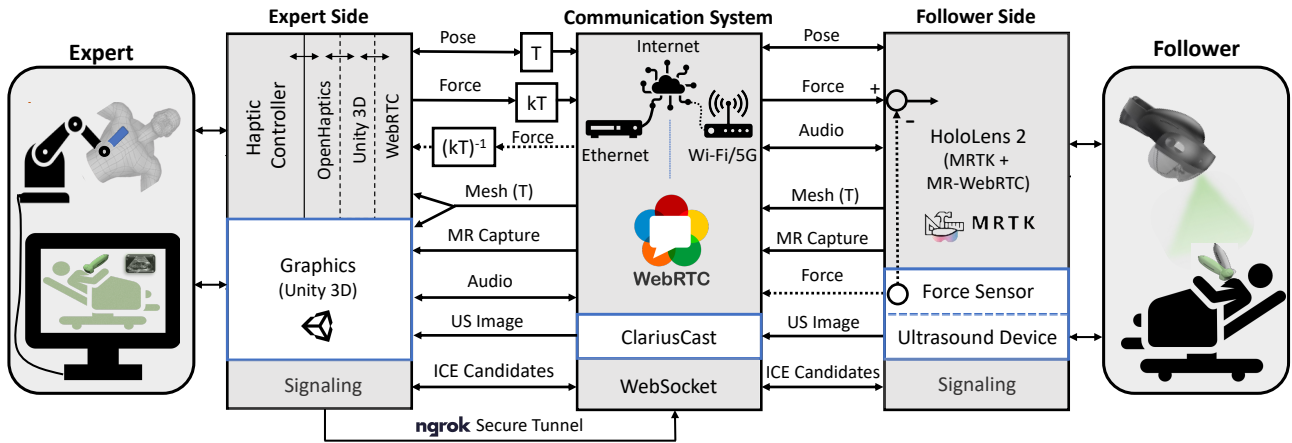 Expert Side
Communication System
Follower Side
Expert
Follower
Haptic
Controller
OpenHaptics
Unity 3D
WebRTC
Pose
T
Force
kT
Force
(kT)-1
Mesh (T)
MR Capture
Graphics
(Unity 3D)
Audio
US Image
Signaling
ICE Candidates
Internet
Ethernet
Wi-Fi/5G
WebRTC
ClariusCast
WebSocket
Pose
Force
+
-
Audio
Mesh (T)
MR Capture
Force
US Image
ICE Candidates
HoloLens 2
(MRTK +
MR-WebRTC)
MRTK
Force Sensor
Ultrasound Device
Signaling
ngrok Secure Tunnel